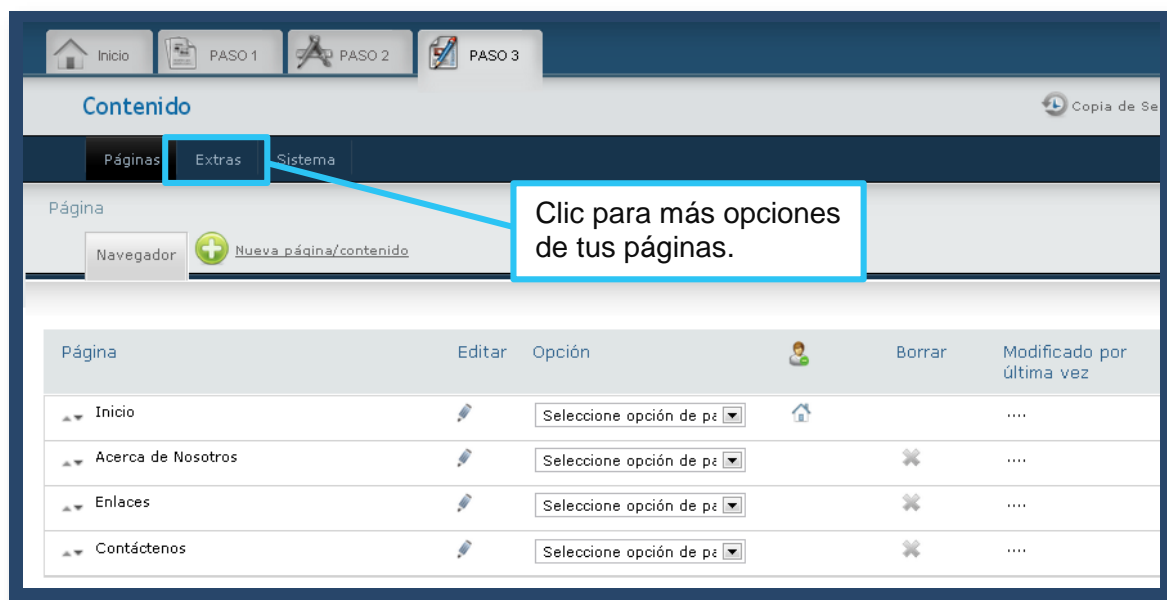 Inicio PASO 1 PASO 2 PASO 3
Contenido Copia de Se
Páginas Extras Sistema
Página
Clic para más opciones
de tus páginas.
Navegador Nueva página/contenido
Página Editar Opción Borrar Modificado por
última vez
Inicio Seleccione opción de pa ....
Acerca de Nosotros Seleccione opción de pa ....
Enlaces Seleccione opción de pa ....
Contáctenos Seleccione opción de pa ....